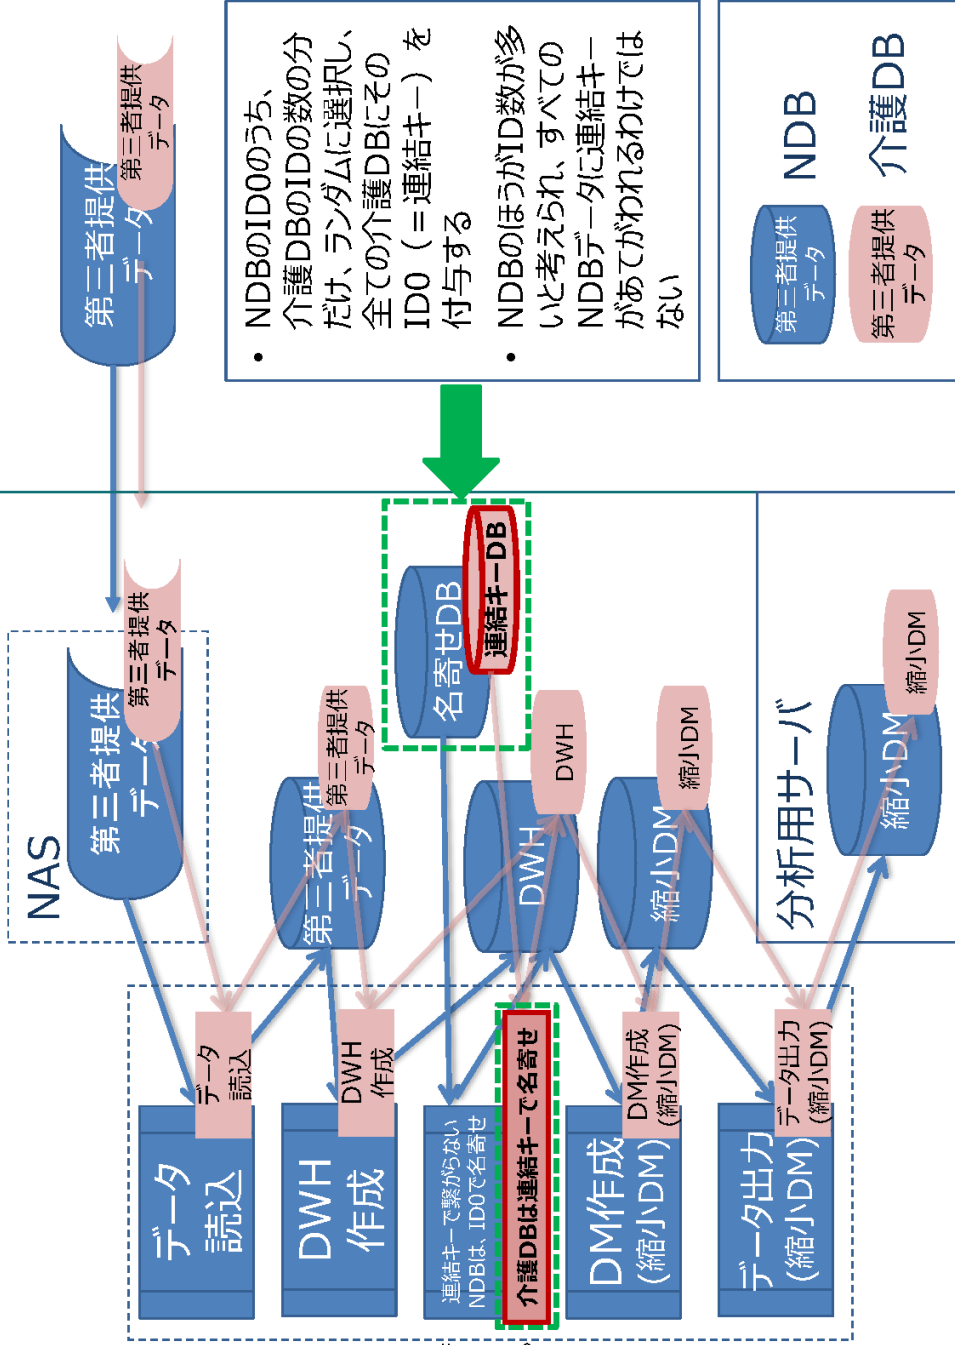 NAS
第三者提供
データ
第三者提供
データ
第三者提供
データ
第三者提供
データ
データ
読込
データ
読込
第三者提供
データ
第三者提供
データ
DWH
作成
DWH
作成
連結キーで繋がらない
NDBは、ID0で名寄せ
介護DBは連結キーで名寄せ
名寄せDB
連結キーDB
DWH
DWH
DM作成
(縮小DM)
DM作成
(縮小DM)
縮小DM
縮小DM
データ出力
(縮小DM)
データ出力
(縮小DM)
分析用サーバ
縮小DM
縮小DM
• NDBのID0のうち、
介護DBのIDの数の分
だけ、ランダムに選択し、
全ての介護DBにその
ID0（＝連結キー）を
付与する
• NDBのほうがID数が多
いと考えられ、すべての
NDBデータに連結キー
があてがわれるわけでは
ない
第三者提供
データ
NDB
第三者提供
データ
介護DB